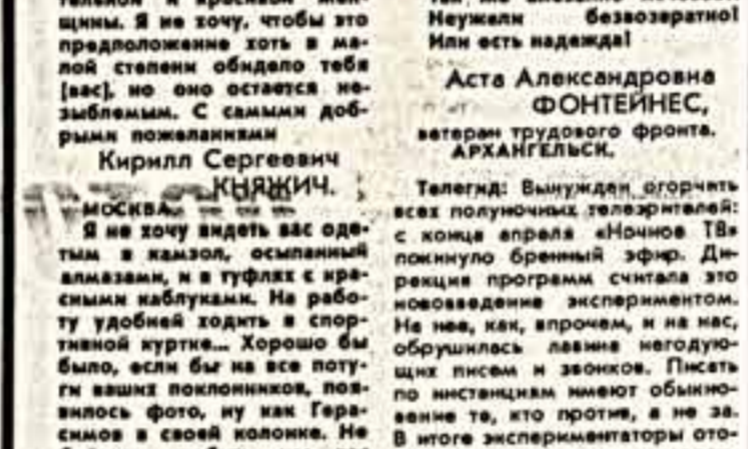 тельной и красивой жен-
щины. Я не хочу, чтобы это
предположение хоть в ма-
лой степени обидело тебя
[вас], но оно остается не-
зыблемым. С самыми доб-
рыми пожеланиями
Кирилл Сергеевич
КНЯЖИЧ.
МОСКВА.
Я не хочу видеть вас оде-
тым в камзол, осыпанный
алмазами, и в туфлях с кра-
сными каблуками. На рабо-
ту удобней ходить в спор-
тивной куртке... Хорошо бы
было, если бы на все поту-
ги ваших поклонников, поя-
вилось фото, ну как Гера-
симов в своей колонке. Не

Неужели безвозвратно!
Или есть надежда!
Аста Александровна
ФОНТЕЙНЕС,
ветеран трудового фронта.
АРХАНГЕЛЬСК.
Телегид: Вынужден огорчить
всех полуночных телезрителей:
с конца апреля «Ночное ТВ»
покинуло бренный эфир. Ди-
рекция программ считала это
нововведение экспериментом.
На нее, как, впрочем, и на нас,
обрушилась лавина негодую-
щих писем и звонков. Писать
по инстанциям имеют обыкно-
вение те, кто против, а не за.
В итоге экспериментаторы ото-